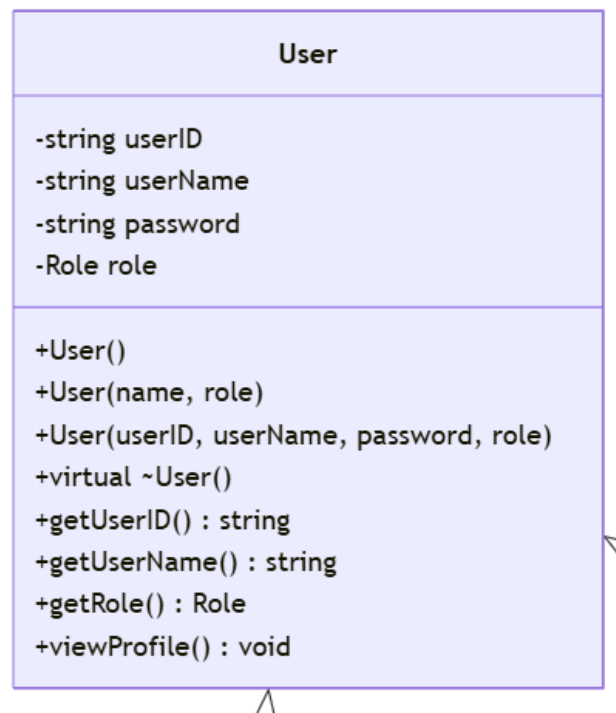 User
-string userID
-string userName
-string password
-Role role
+User()
+User(name, role)
+User(userID, userName, password, role)
+virtual ~User()
+getUserID() : string
+getUserName() : string
+getRole() : Role
+viewProfile() : void